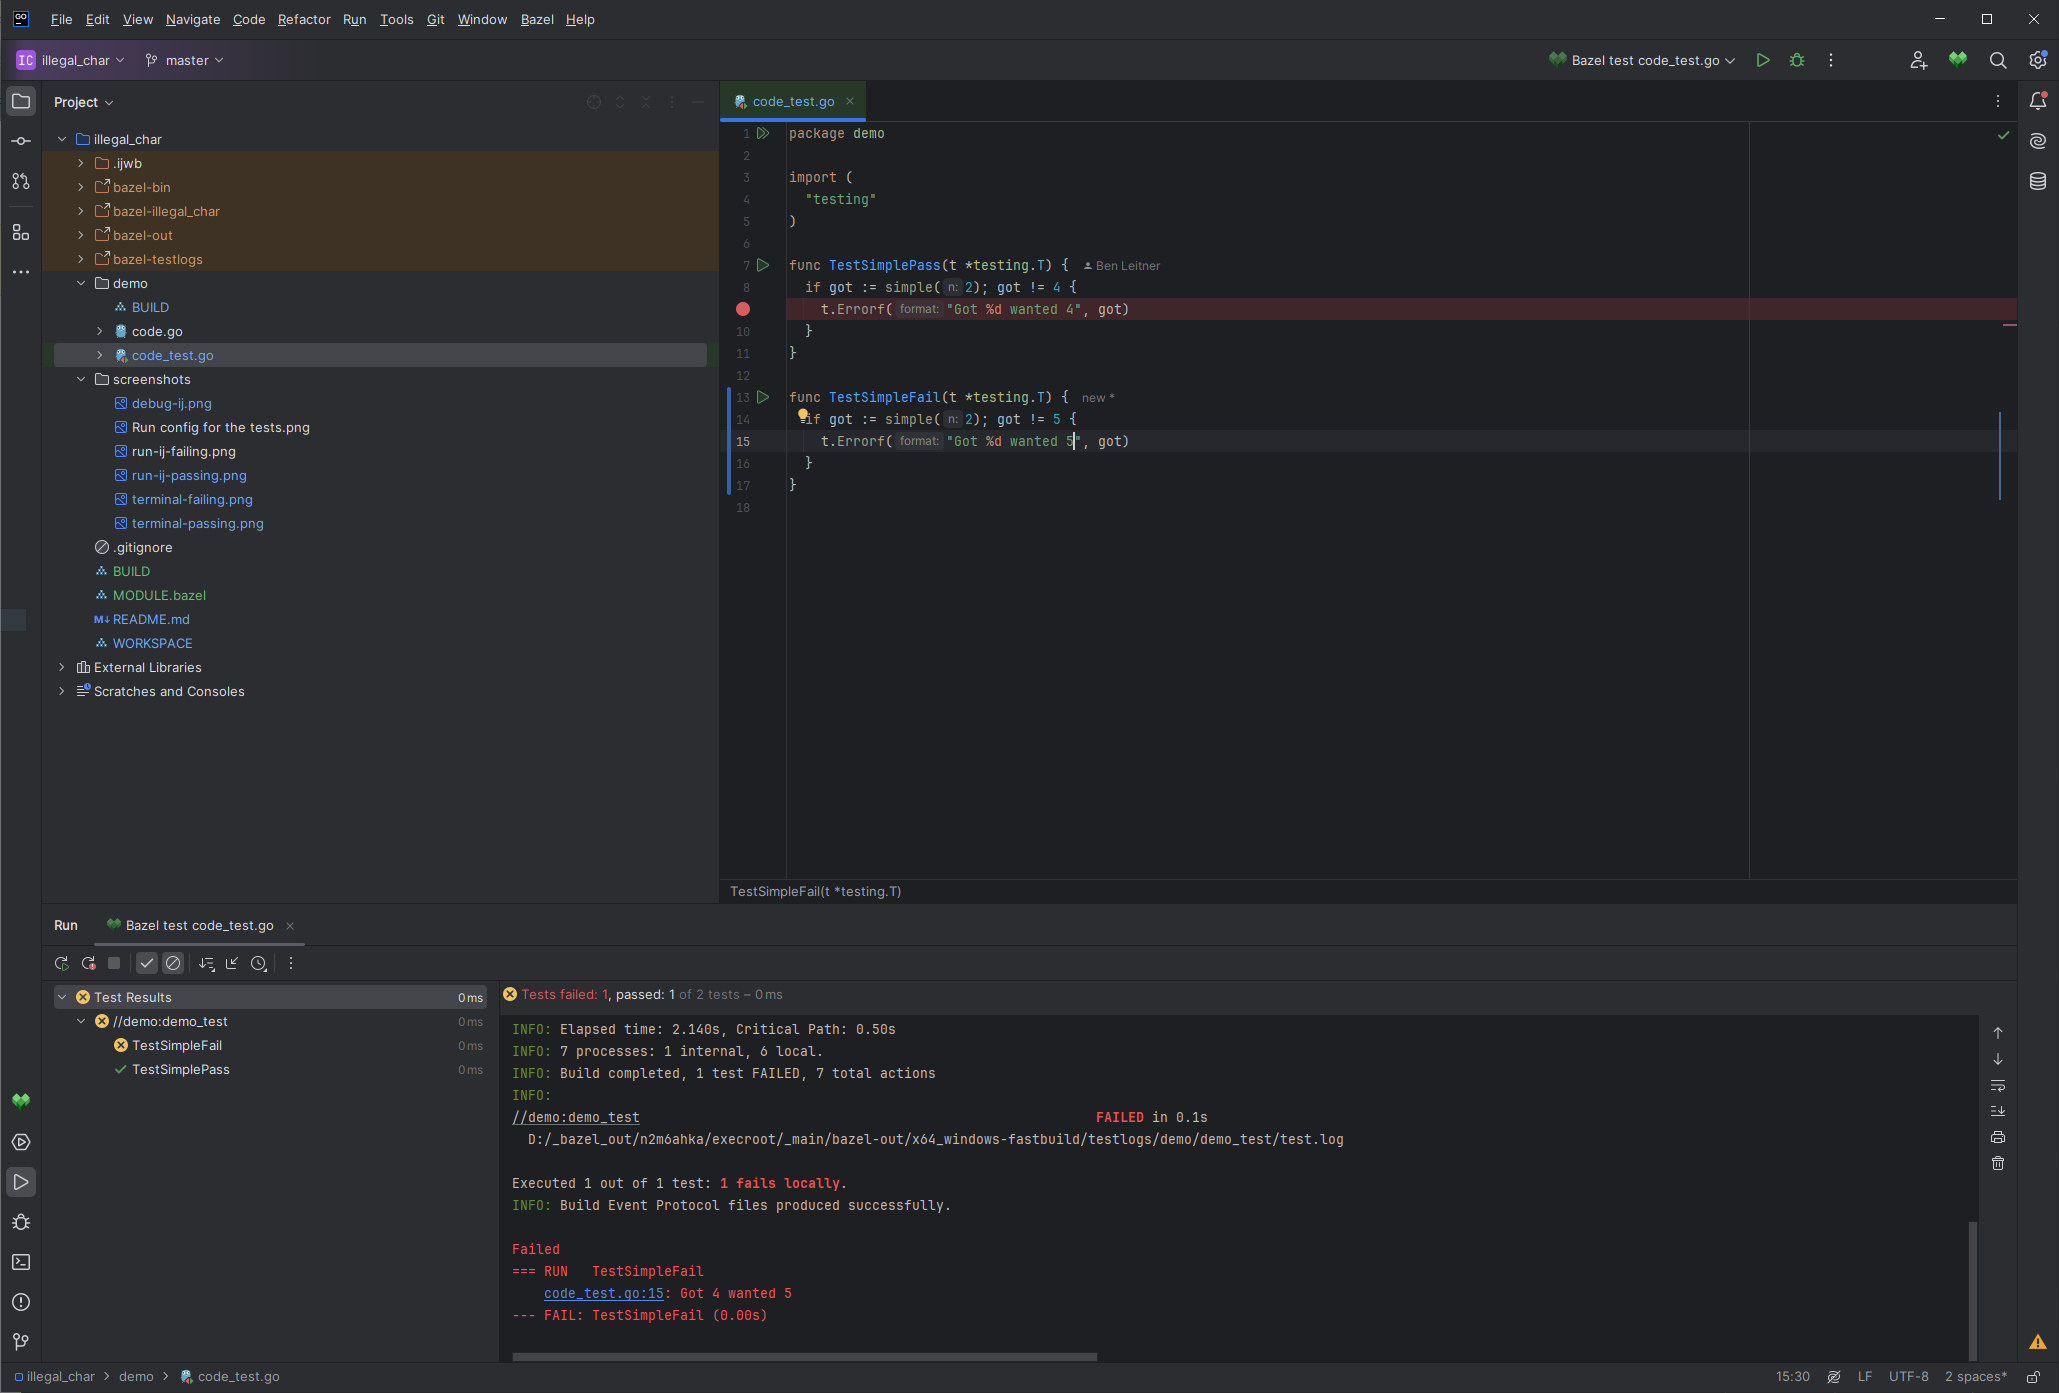 GO
File Edit View Navigate Code Refactor Run Tools Git Window Bazel Help
IC illegal_char master Bazel test code_test.go
Project
code_test.go
illegal_char
.ijwb
bazel-bin
bazel-illegal_char
bazel-out
bazel-testlogs
demo
BUILD
code.go
code_test.go
screenshots
debug-ij.png
Run config for the tests.png
run-ij-failing.png
run-ij-passing.png
terminal-failing.png
terminal-passing.png
.gitignore
BUILD
MODULE.bazel
README.md
WORKSPACE
External Libraries
Scratches and Consoles
1 package demo
2
3 import (
4 "testing"
5 )
6
7 func TestSimplePass(t *testing.T) { Ben Leitner
8 if got := simple( n: 2); got != 4 {
t.Errorf( format: "Got %d wanted 4", got)
10 }
11 }
12
13 func TestSimpleFail(t *testing.T) { new *
14 if got := simple( n: 2); got != 5 {
15 t.Errorf( format: "Got %d wanted 5", got)
16 }
17 }
18
TestSimpleFail(t *testing.T)
Run Bazel test code_test.go
Test Results 0 ms
//demo:demo_test 0 ms
TestSimpleFail 0 ms
TestSimplePass 0 ms
Tests failed: 1, passed: 1 of 2 tests – 0 ms
INFO: Elapsed time: 2.140s, Critical Path: 0.50s
INFO: 7 processes: 1 internal, 6 local.
INFO: Build completed, 1 test FAILED, 7 total actions
INFO:
//demo:demo_test FAILED in 0.1s
D:/_bazel_out/n2m6ahka/execroot/_main/bazel-out/x64_windows-fastbuild/testlogs/demo/demo_test/test.log
Executed 1 out of 1 test: 1 fails locally.
INFO: Build Event Protocol files produced successfully.
Failed
=== RUN TestSimpleFail
code_test.go:15: Got 4 wanted 5
--- FAIL: TestSimpleFail (0.00s)
illegal_char > demo > code_test.go 15:30 LF UTF-8 2 spaces*